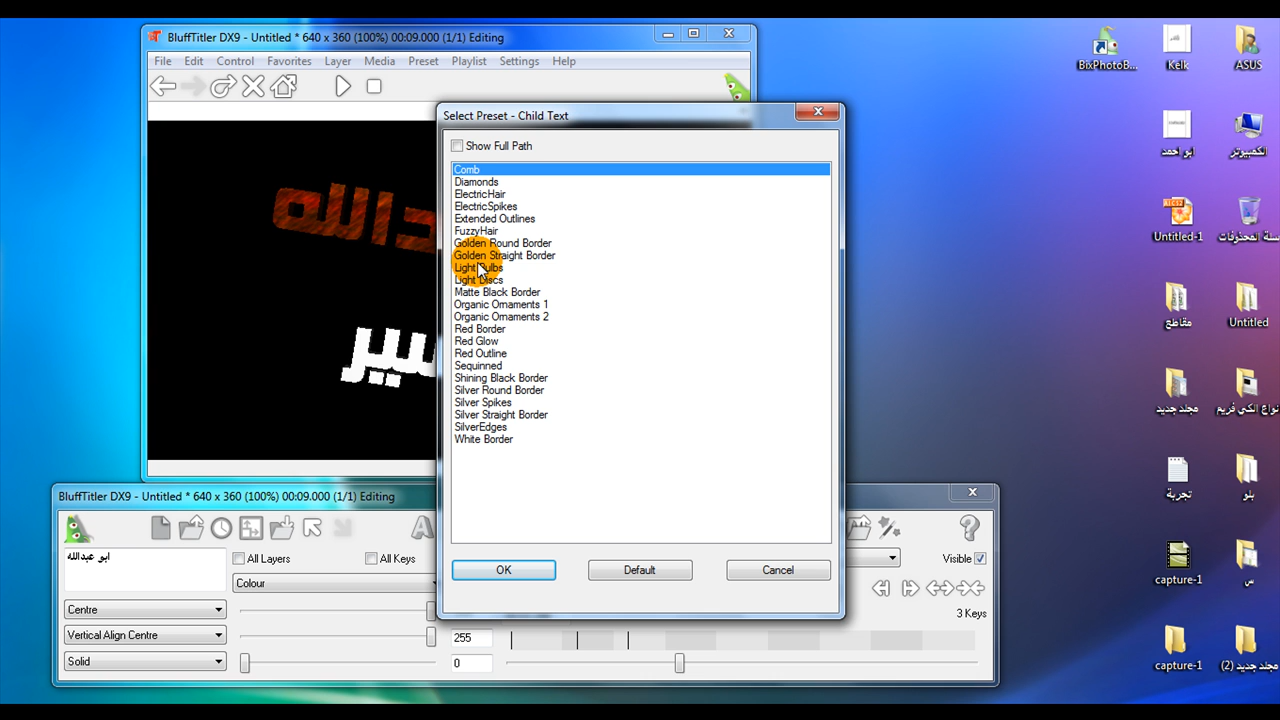 BluffTitler DX9 - Untitled * 640 x 360 (100%) 00:09.000 (1/1) Editing
File Edit Control Favorites Layer Media Preset Playlist Settings Help
Select Preset - Child Text
Show Full Path
Comb
Diamonds
ElectricHair
ElectricSpikes
Extended Outlines
FuzzyHair
Golden Round Border
Golden Straight Border
Light Bulbs
Light Discs
Matte Black Border
Organic Ornaments 1
Organic Ornaments 2
Red Border
Red Glow
Red Outline
Sequinned
Shining Black Border
Silver Round Border
Silver Spikes
Silver Straight Border
SilverEdges
White Border
OK Default Cancel
BluffTitler DX9 - Untitled * 640 x 360 (100%) 00:09.000 (1/1) Editing
ابو عبدالله
All Layers All Keys
Visible
Colour
Centre
3 Keys
Vertical Align Centre
255
Solid
0
BixPhotoB...
Kelk
ASUS
ابو احمد
الكمبيوتر
Untitled-1
سلة المحذوفات
مقاطع
Untitled
مجلد جديد
تجربة
بلو
capture-1
س
capture-1
مجلد جديد (2)